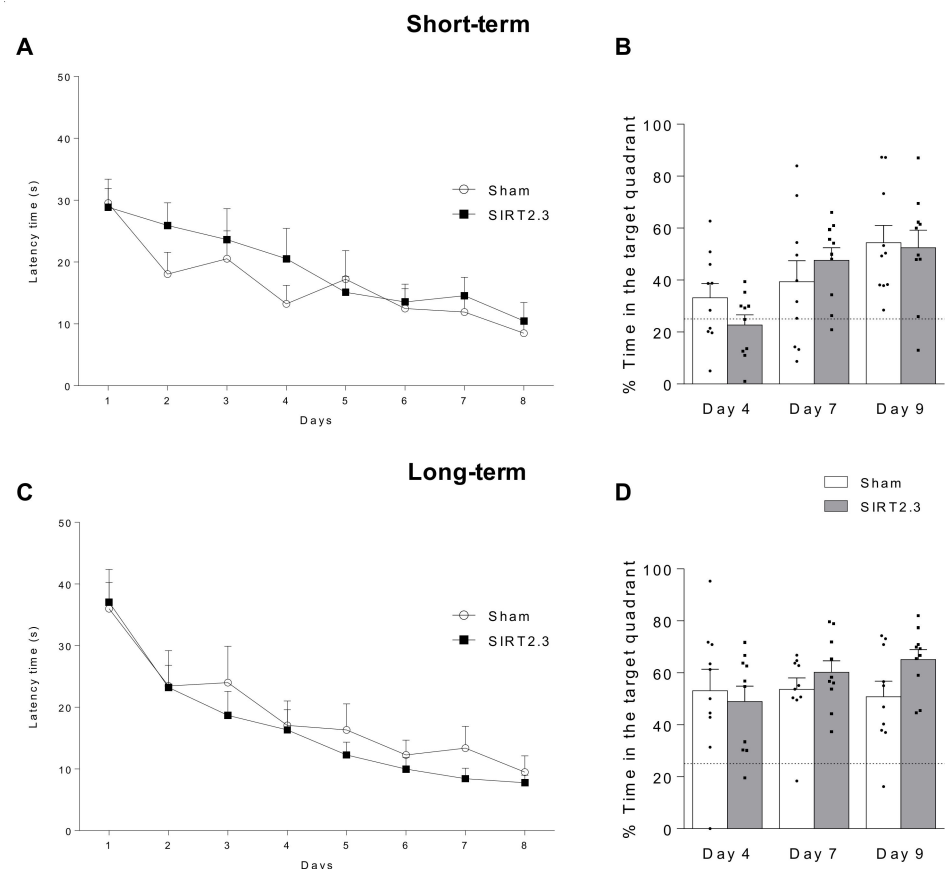 Short-term
A
50
40
30
20
10
0
Latency time (s)
Sham
SIRT2.3
1 2 3 4 5 6 7 8
Days
B
100
80
60
40
20
0
% Time in the target quadrant
Day 4 Day 7 Day 9
Long-term
C
50
40
30
20
10
0
Latency time (s)
Sham
SIRT2.3
1 2 3 4 5 6 7 8
Days
D
Sham
SIRT2.3
100
80
60
40
20
0
% Time in the target quadrant
Day 4 Day 7 Day 9